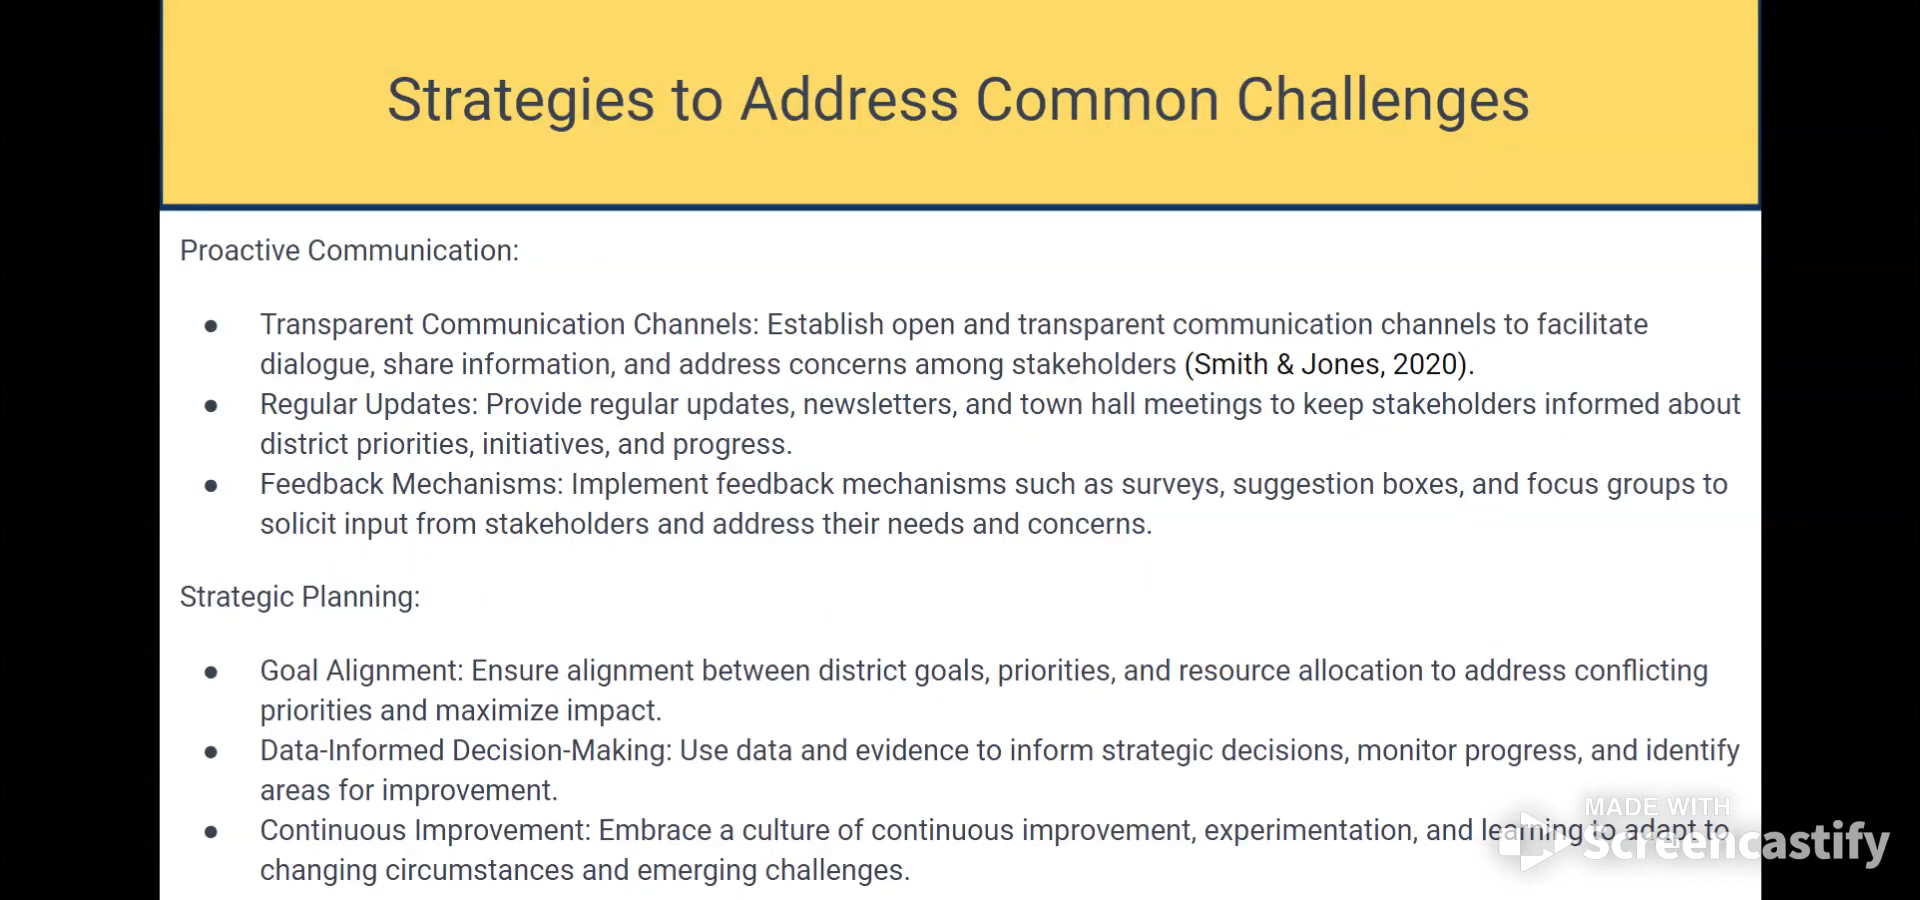 Strategies to Address Common Challenges
Proactive Communication:
● Transparent Communication Channels: Establish open and transparent communication channels to facilitate
dialogue, share information, and address concerns among stakeholders (Smith & Jones, 2020).
● Regular Updates: Provide regular updates, newsletters, and town hall meetings to keep stakeholders informed about
district priorities, initiatives, and progress.
● Feedback Mechanisms: Implement feedback mechanisms such as surveys, suggestion boxes, and focus groups to
solicit input from stakeholders and address their needs and concerns.
Strategic Planning:
● Goal Alignment: Ensure alignment between district goals, priorities, and resource allocation to address conflicting
priorities and maximize impact.
● Data-Informed Decision-Making: Use data and evidence to inform strategic decisions, monitor progress, and identify
areas for improvement.
● Continuous Improvement: Embrace a culture of continuous improvement, experimentation, and learning to adapt to
changing circumstances and emerging challenges.
MADE WITH
Screencastify